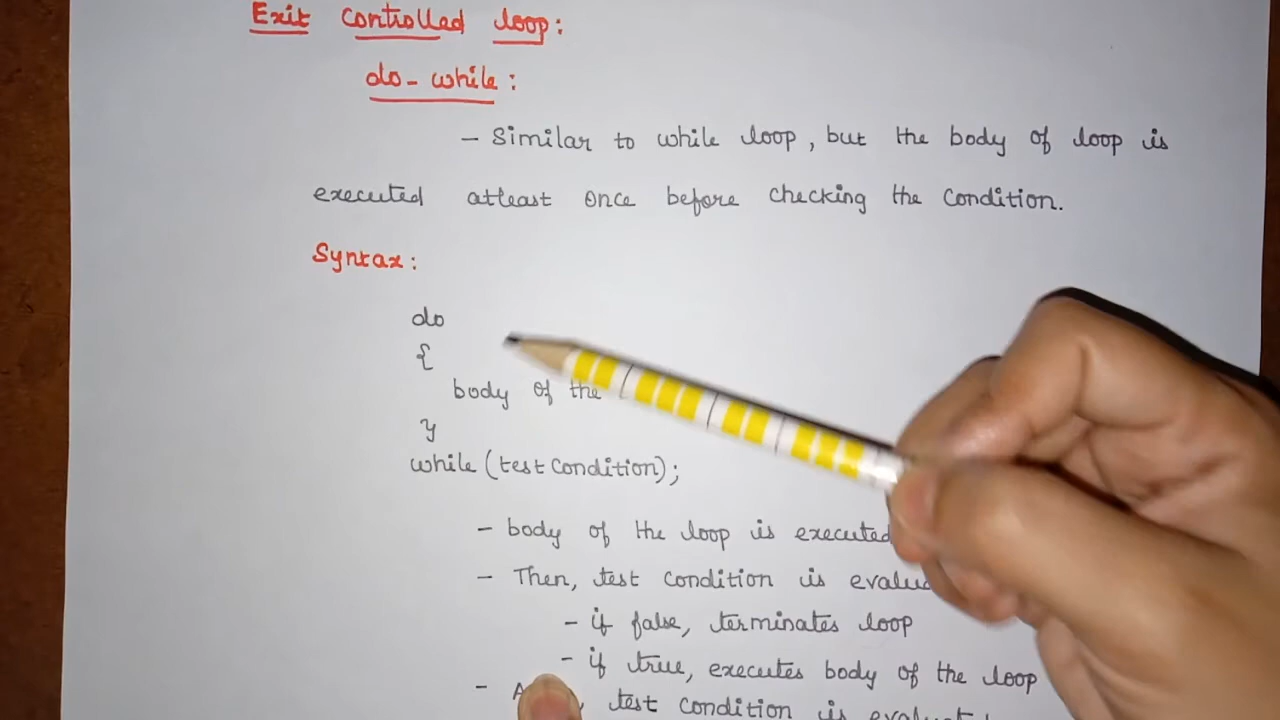 Exit controlled loop:
do-while:
- Similar to while loop, but the body of loop is
executed atleast once before checking the condition.
Syntax:
do
{
body of the
}
while (test condition);
- body of the loop is executed
- Then, test condition is evalu
- if false, terminates loop
- if true, executes body of the loop
- test condition is